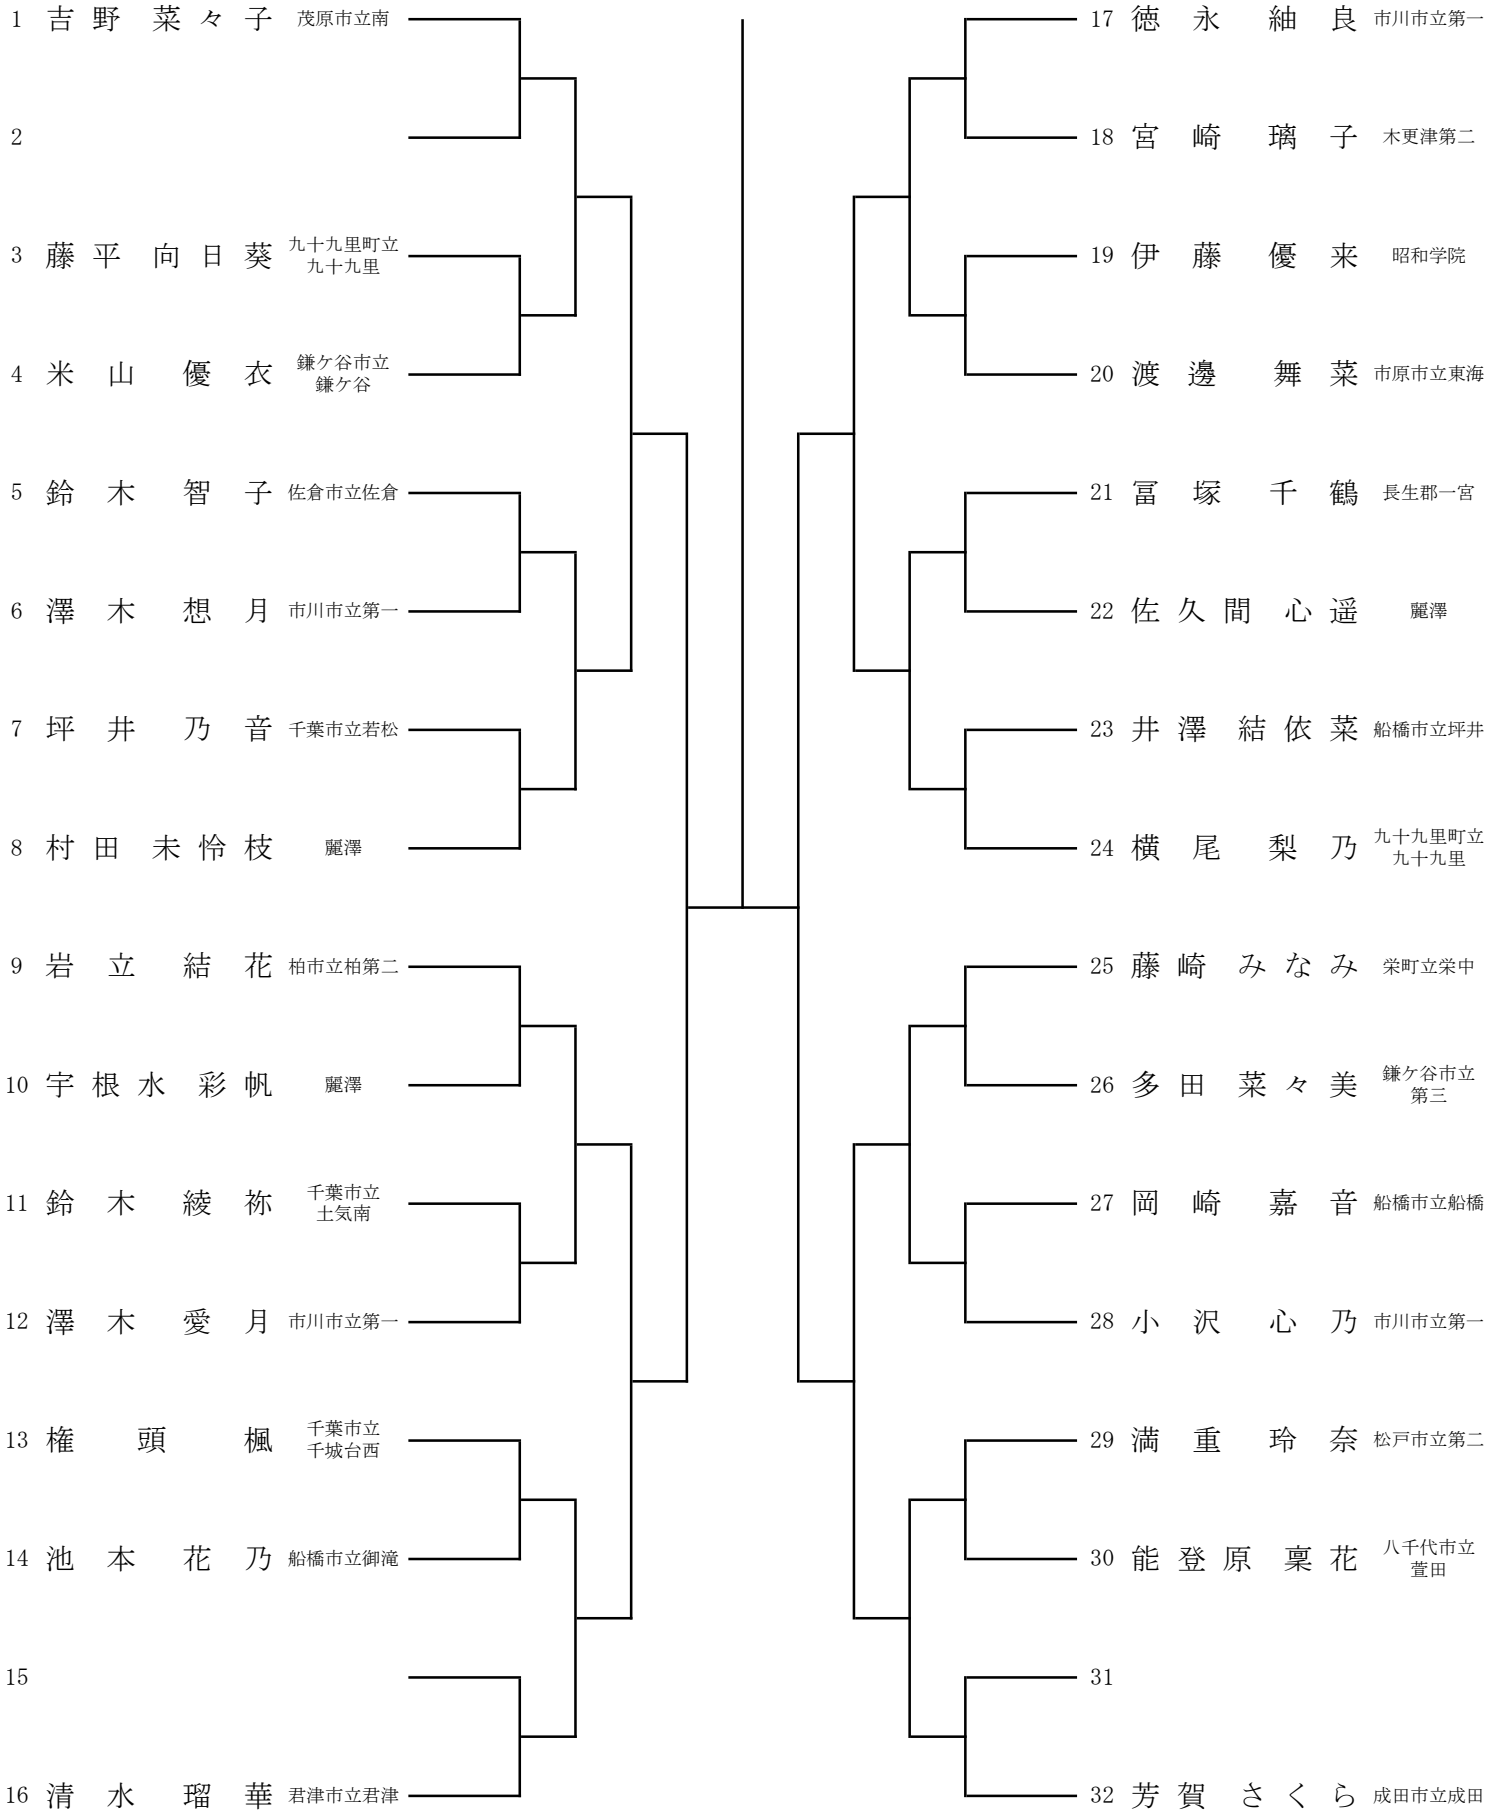 1 吉野 菜々子 茂原市立南
2
3 藤平 向日葵 九十九里町立
九十九里
4 米山 優衣 鎌ケ谷市立
鎌ケ谷
5 鈴木 智子 佐倉市立佐倉
6 澤木 想月 市川市立第一
7 坪井 乃音 千葉市立若松
8 村田 未怜枝 麗澤
9 岩立 結花 柏市立柏第二
10 宇根水 彩帆 麗澤
11 鈴木 綾祢 千葉市立
土気南
12 澤木 愛月 市川市立第一
13 権頭 楓 千葉市立
千城台西
14 池本 花乃 船橋市立御滝
15
16 清水 瑠華 君津市立君津
17 徳永 紬良 市川市立第一
18 宮崎 璃子 木更津第二
19 伊藤 優来 昭和学院
20 渡邊 舞菜 市原市立東海
21 冨塚 千鶴 長生郡一宮
22 佐久間 心遥 麗澤
23 井澤 結依菜 船橋市立坪井
24 横尾 梨乃 九十九里町立
九十九里
25 藤崎 みなみ 栄町立栄中
26 多田 菜々美 鎌ケ谷市立
第三
27 岡崎 嘉音 船橋市立船橋
28 小沢 心乃 市川市立第一
29 満重 玲奈 松戸市立第二
30 能登原 稟花 八千代市立
萱田
31
32 芳賀 さくら 成田市立成田